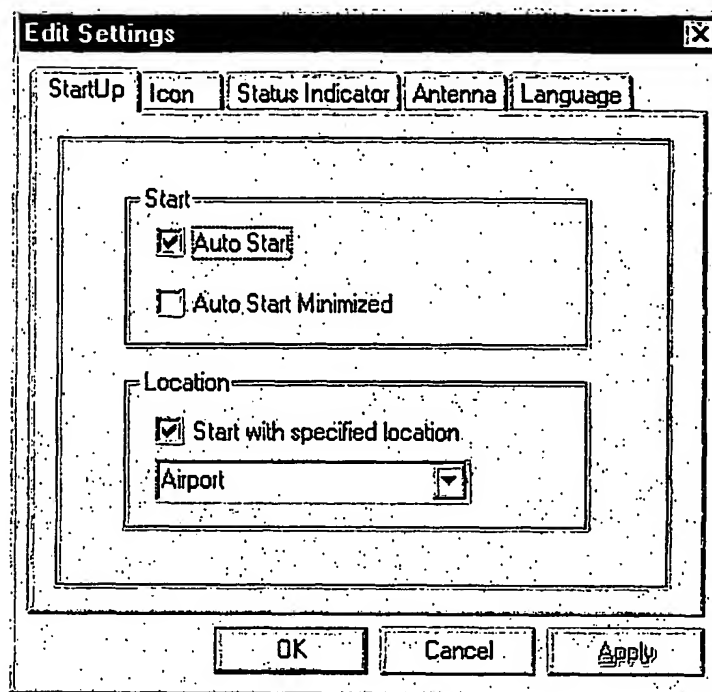 Edit Settings
StartUp Icon Status Indicator Antenna Language
Start
Auto Start
Auto Start Minimized
Location
Start with specified location
Airport
OK Cancel Apply